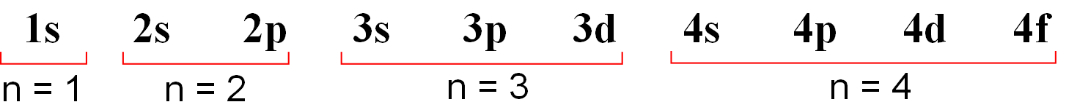 1s 2s 2p 3s 3p 3d 4s 4p 4d 4f
n = 1 n = 2 n = 3 n = 4